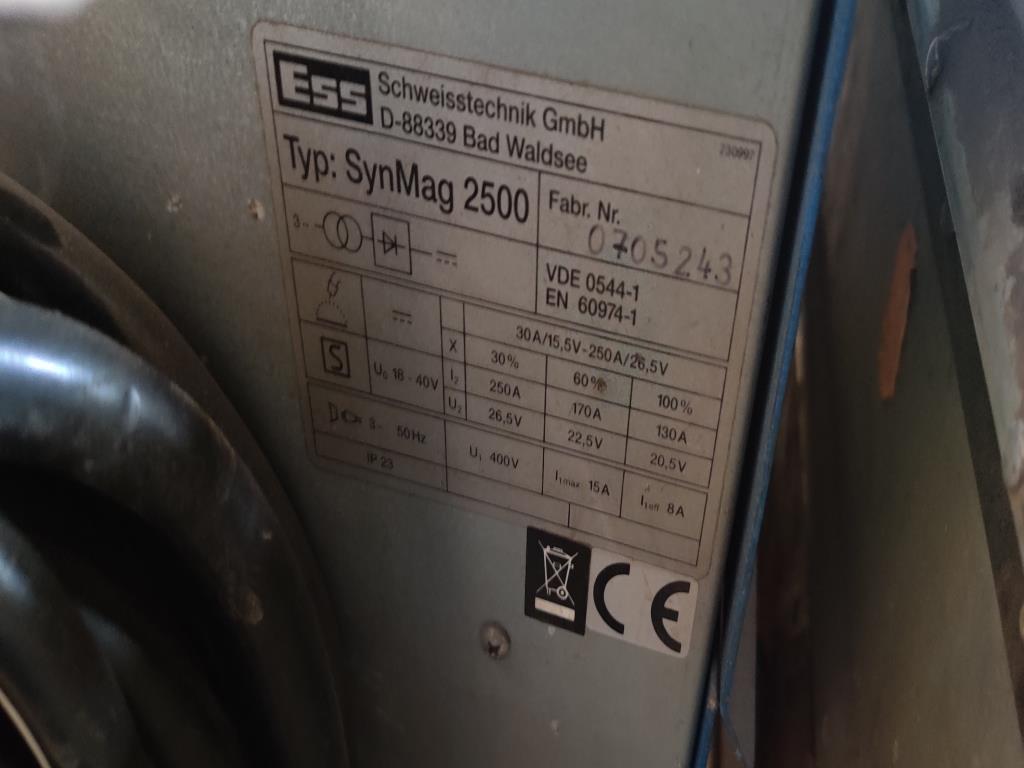 ESS
Schweisstechnik GmbH
D-88339 Bad Waldsee
230997
Typ: SynMag 2500
Fabr. Nr.
0705243
3~
VDE 0544-1
EN 60974-1
30A/15,5V-250A/26,5V
X 30% 60% 100%
S
U₀ 18-40V
I₂ 250A 170A 130A
U₂ 26,5V 22,5V 20,5V
3~ 50Hz
U₁ 400V
I₁max 15A
I₁eff 8A
IP 23
CE